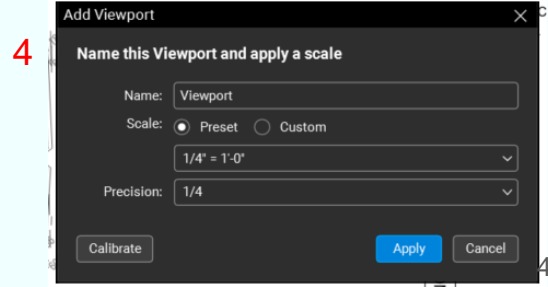 Add Viewport
4
Name this Viewport and apply a scale
Name: Viewport
Scale: Preset Custom
1/4" = 1'-0"
Precision: 1/4
Calibrate Apply Cancel
4